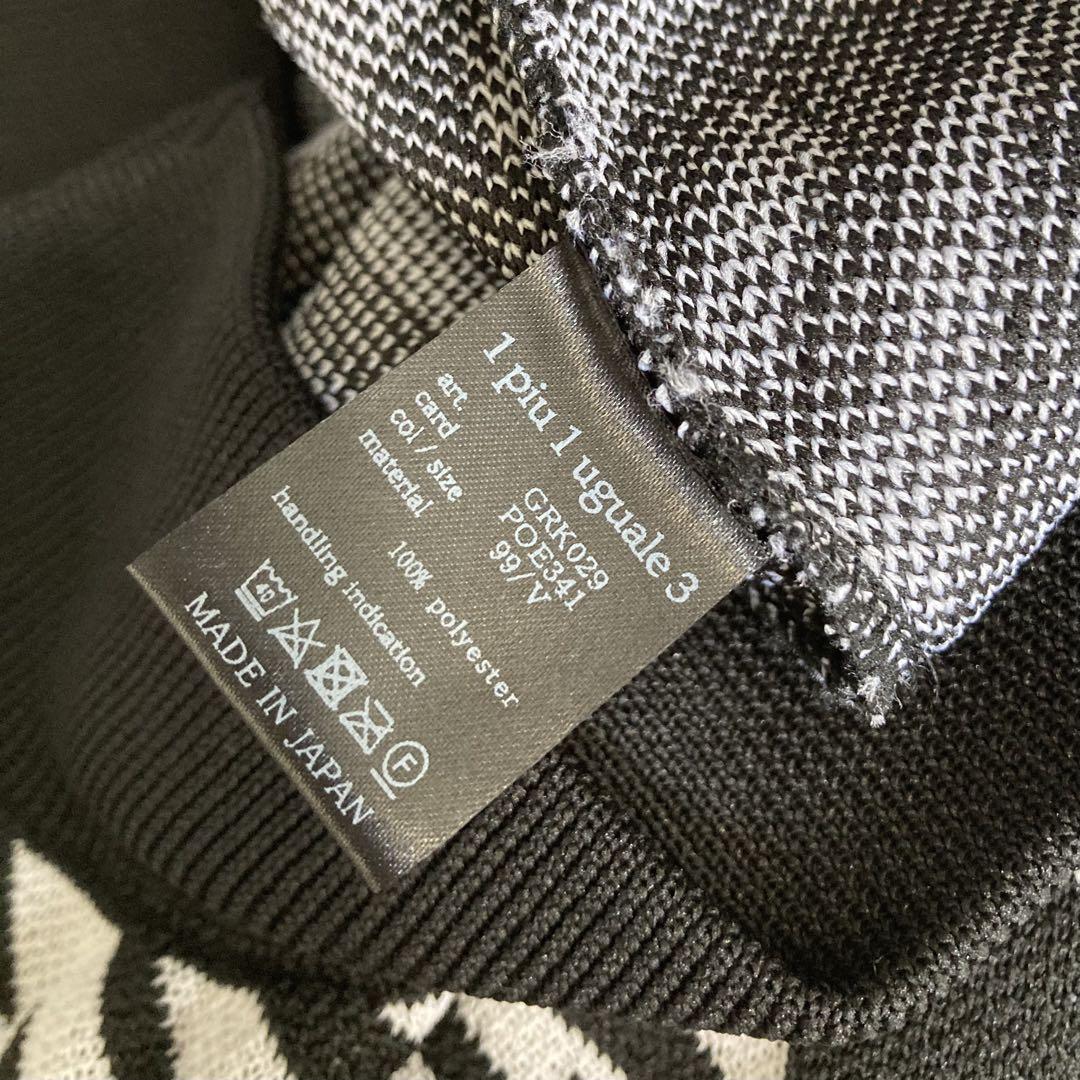 1 piu 1 uguale 3
art. GRK029
card POE341
col / size 99/V
material
100% polyester
handling indication
40 F
MADE IN JAPAN